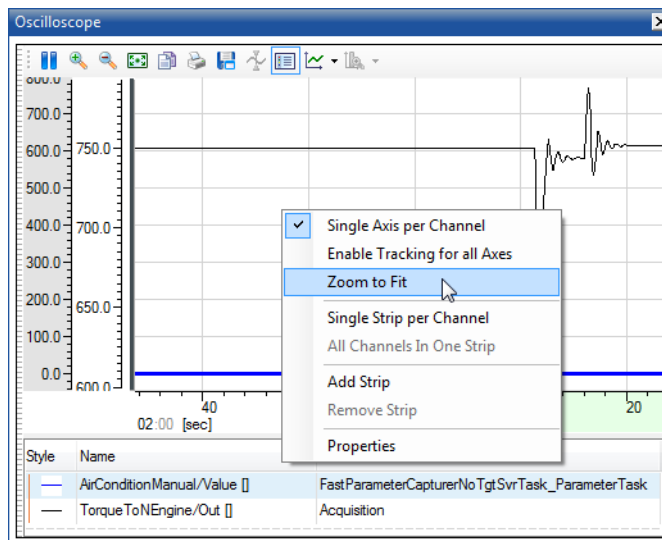 Oscilloscope
800.0
700.0
600.0
500.0
400.0
300.0
200.0
100.0
0.0
750.0
700.0
650.0
600.0
Single Axis per Channel
Enable Tracking for all Axes
Zoom to Fit
Single Strip per Channel
All Channels In One Strip
Add Strip
Remove Strip
Properties
40
20
02:00 [sec]
Style Name
AirConditionManual/Value [] FastParameterCapturerNoTgtSvrTask_ParameterTask
TorqueToNEngine/Out [] Acquisition